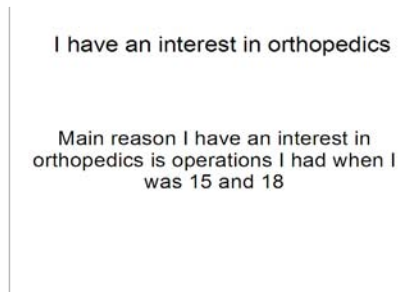 I have an interest in orthopedics
Main reason I have an interest in
orthopedics is operations I had when I
was 15 and 18